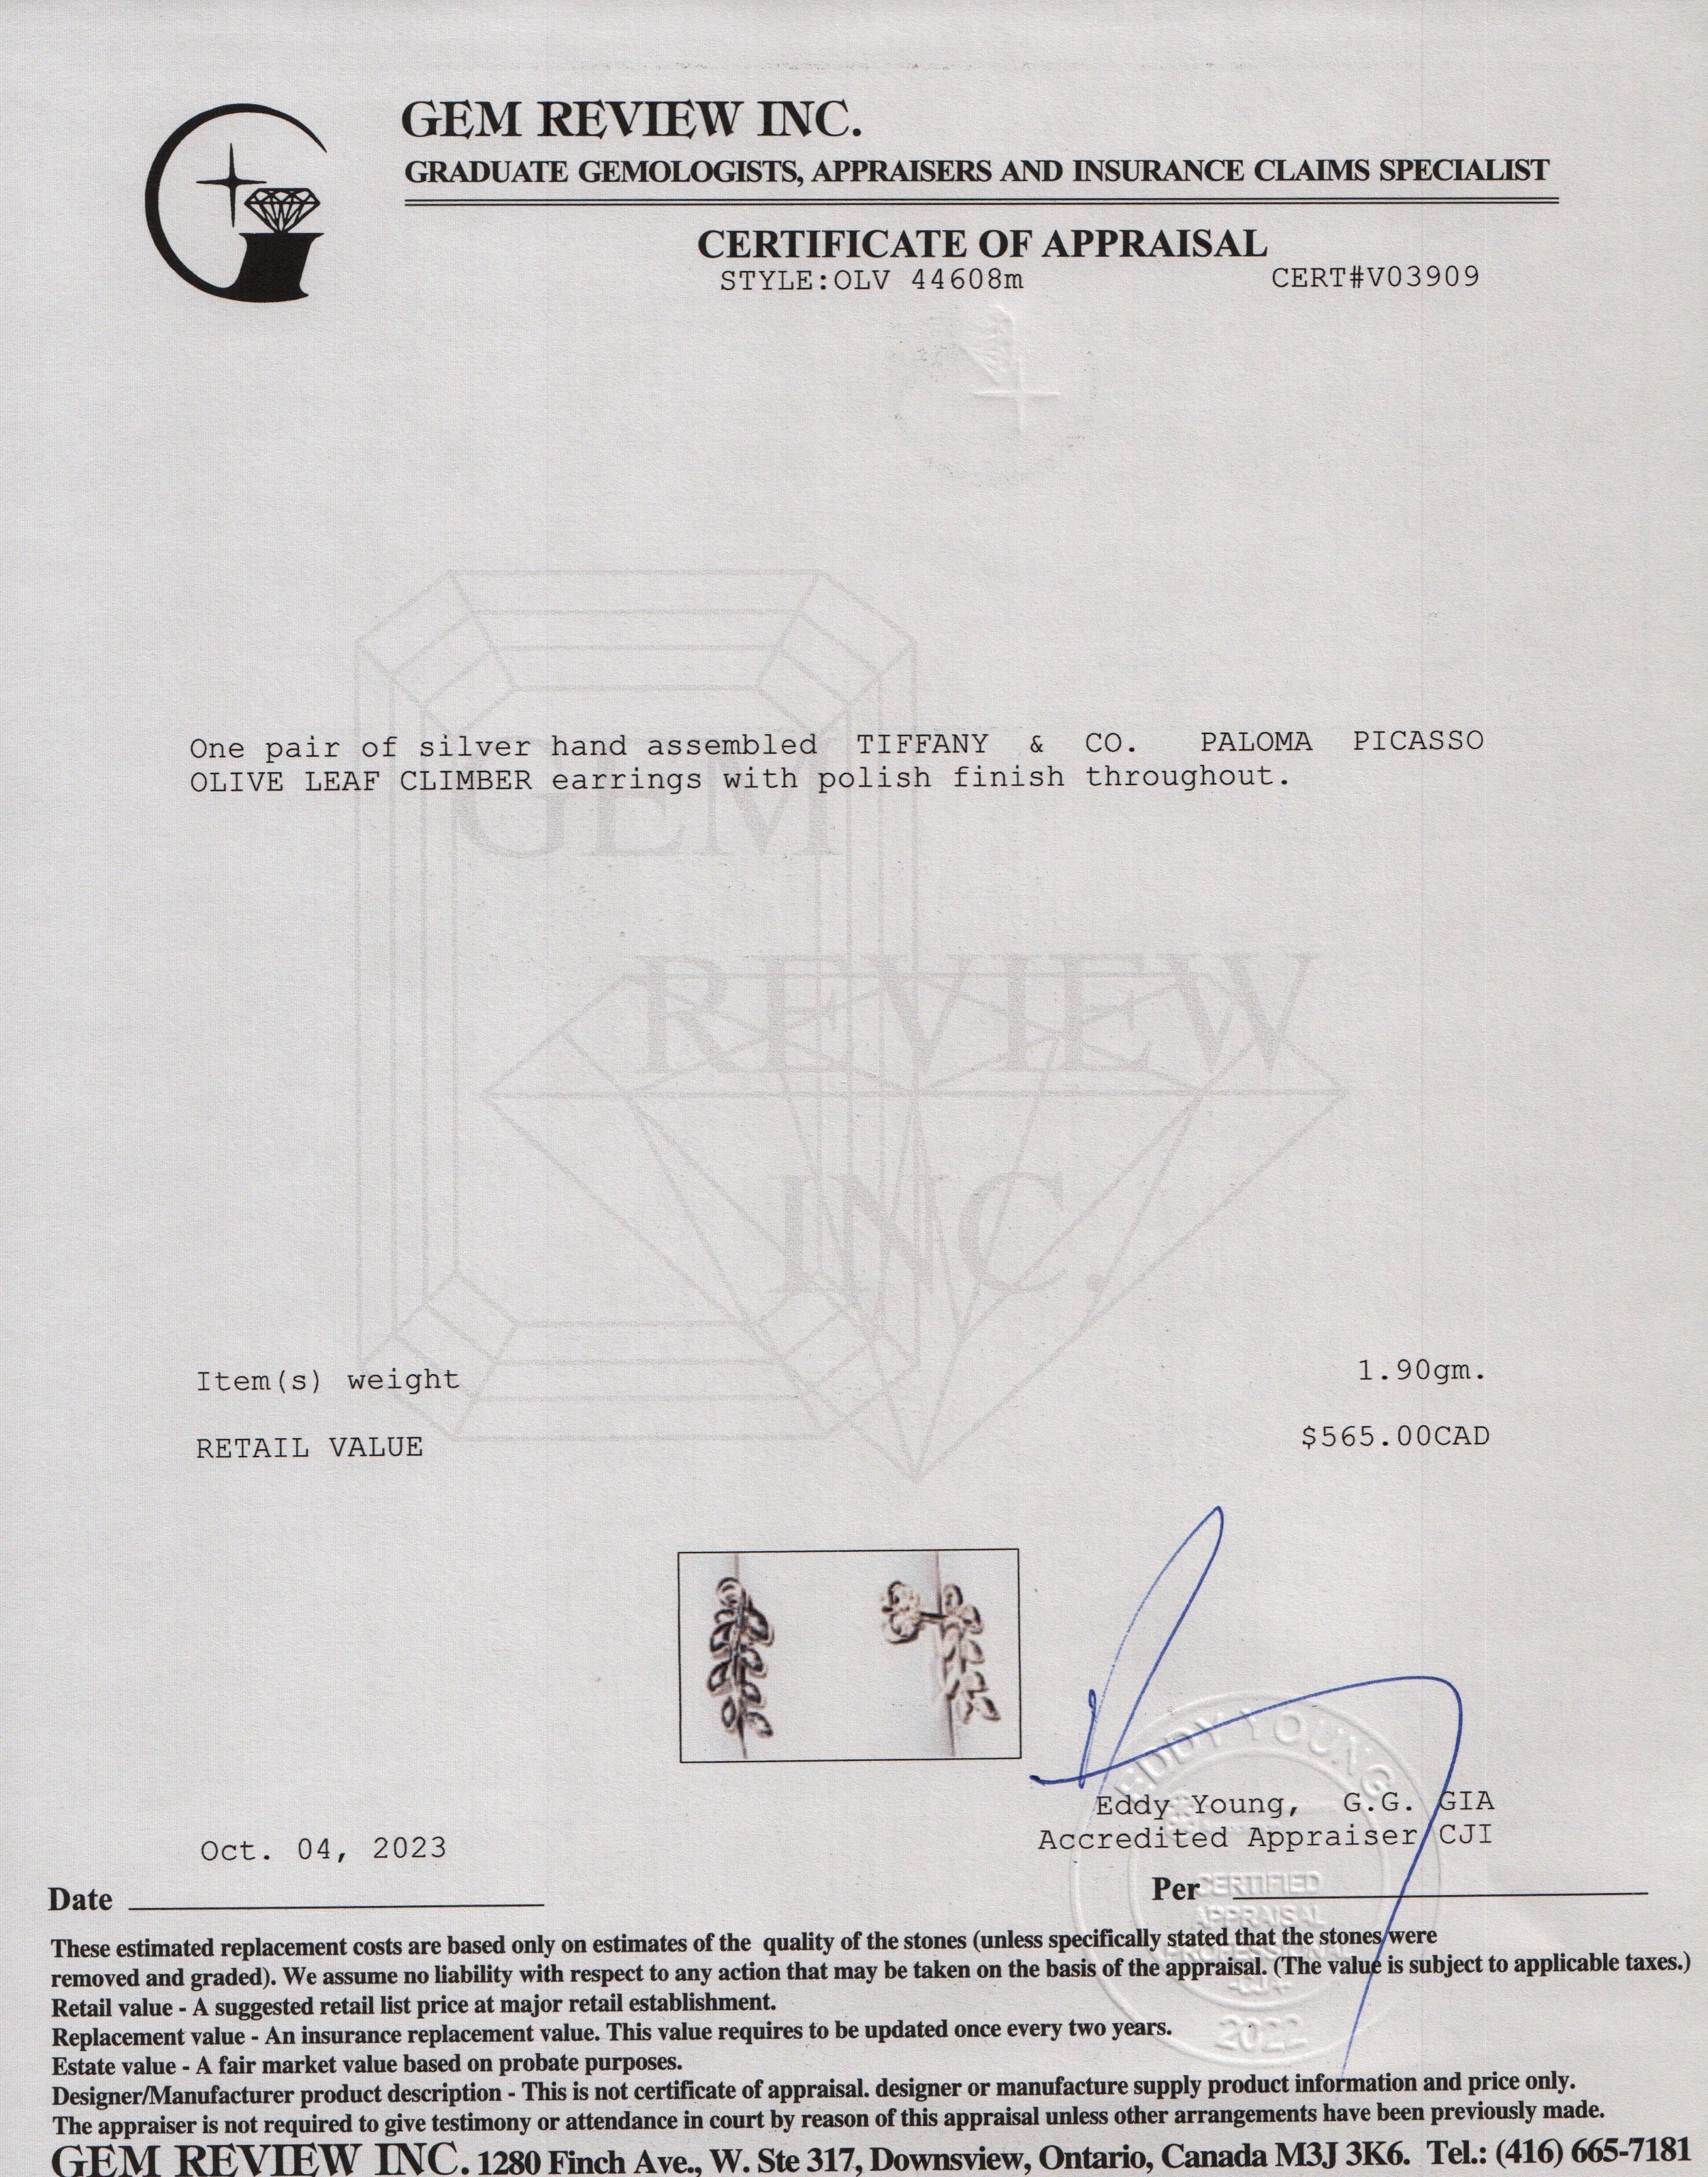 GEM REVIEW INC.
GRADUATE GEMOLOGISTS, APPRAISERS AND INSURANCE CLAIMS SPECIALIST
CERTIFICATE OF APPRAISAL
STYLE:OLV 44608m CERT#V03909
One pair of silver hand assembled TIFFANY & CO. PALOMA PICASSO
OLIVE LEAF CLIMBER earrings with polish finish throughout.
GEM
REVIEW
INC.
Item(s) weight 1.90gm.
RETAIL VALUE $565.00CAD
EDDY YOUNG
Eddy Young, G.G. GIA
Accredited Appraiser CJI
Oct. 04, 2023
Date
Per
CERTIFIED
APPRAISAL
PROFESSIONAL
2022
These estimated replacement costs are based only on estimates of the quality of the stones (unless specifically stated that the stones were
removed and graded). We assume no liability with respect to any action that may be taken on the basis of the appraisal. (The value is subject to applicable taxes.)
Retail value - A suggested retail list price at major retail establishment.
Replacement value - An insurance replacement value. This value requires to be updated once every two years.
Estate value - A fair market value based on probate purposes.
Designer/Manufacturer product description - This is not certificate of appraisal. designer or manufacture supply product information and price only.
The appraiser is not required to give testimony or attendance in court by reason of this appraisal unless other arrangements have been previously made.
GEM REVIEW INC. 1280 Finch Ave., W. Ste 317, Downsview, Ontario, Canada M3J 3K6. Tel.: (416) 665-7181